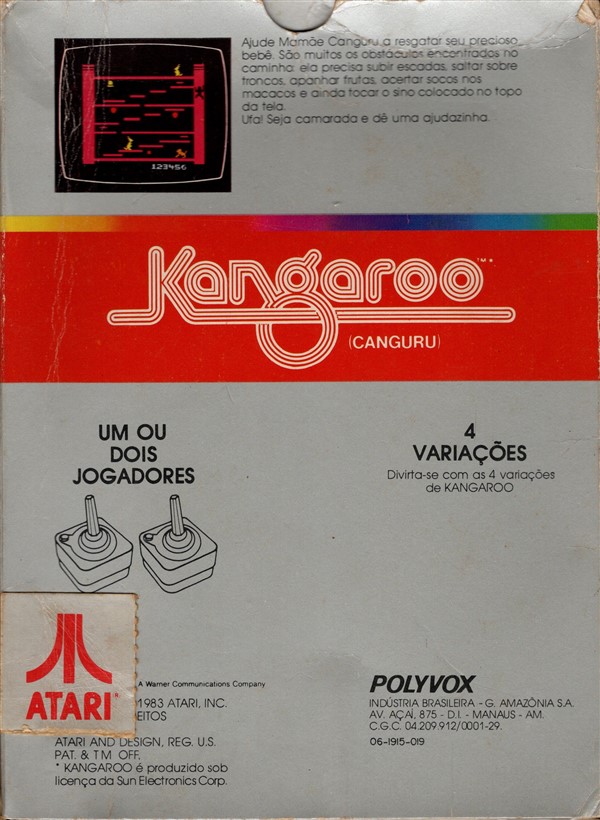 Ajude Mamãe Canguru a resgatar seu precioso
bebê. São muitos os obstáculos encontrados no
caminho: ela precisa subir escadas, saltar sobre
troncos, apanhar frutas, acertar socos nos
macacos e ainda tocar o sino colocado no topo
da tela.
Ufa! Seja camarada e dê uma ajudazinha.
123456
Kangaroo
TM *
(CANGURU)
UM OU
DOIS
JOGADORES
4
VARIAÇÕES
Divirta-se com as 4 variações
de KANGAROO
ATARI
A Warner Communications Company
1983 ATARI, INC.
EITOS
ATARI AND DESIGN, REG. U.S.
PAT. & TM OFF.
* KANGAROO é produzido sob
licença da Sun Electronics Corp.
POLYVOX
INDÚSTRIA BRASILEIRA - G. AMAZÔNIA S.A.
AV. AÇAÍ, 875 - D.I. - MANAUS - AM.
C.G.C. 04.209.912/0001-29.
06-1915-019